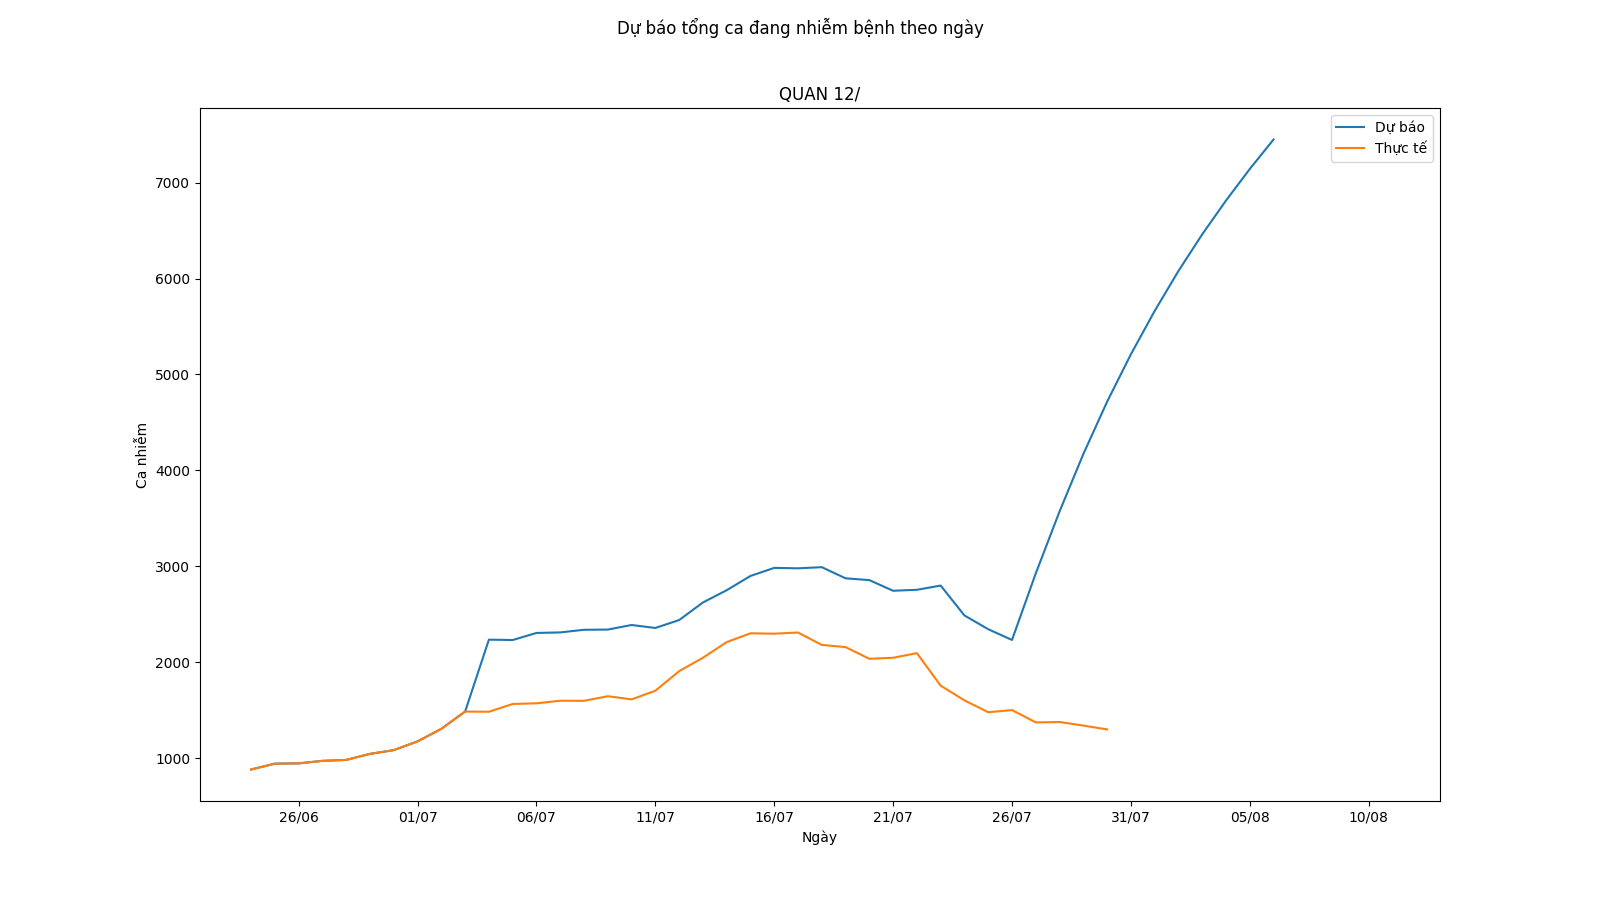 Dự báo tổng ca đang nhiễm bệnh theo ngày
QUAN 12/
Dự báo
Thực tế
7000
6000
5000
4000
3000
2000
1000
Ca nhiễm
26/06 01/07 06/07 11/07 16/07 21/07 26/07 31/07 05/08 10/08
Ngày